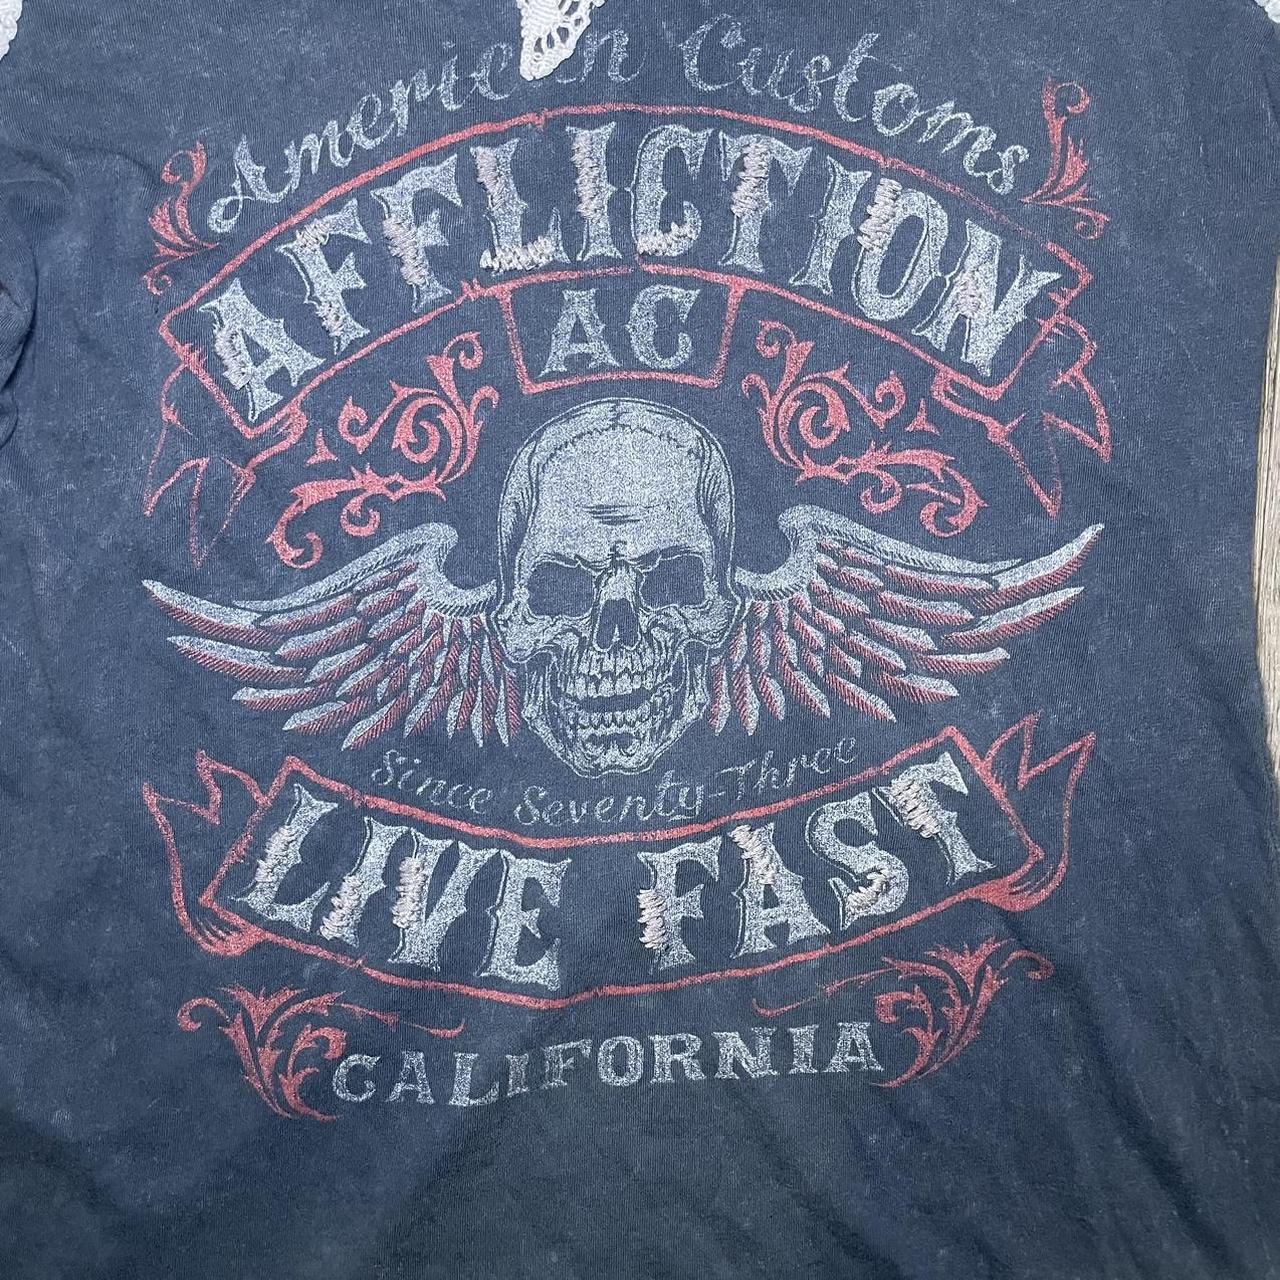 American Customs
AFFLICTION
AC
Since Seventy-Three
LIVE FAST
CALIFORNIA